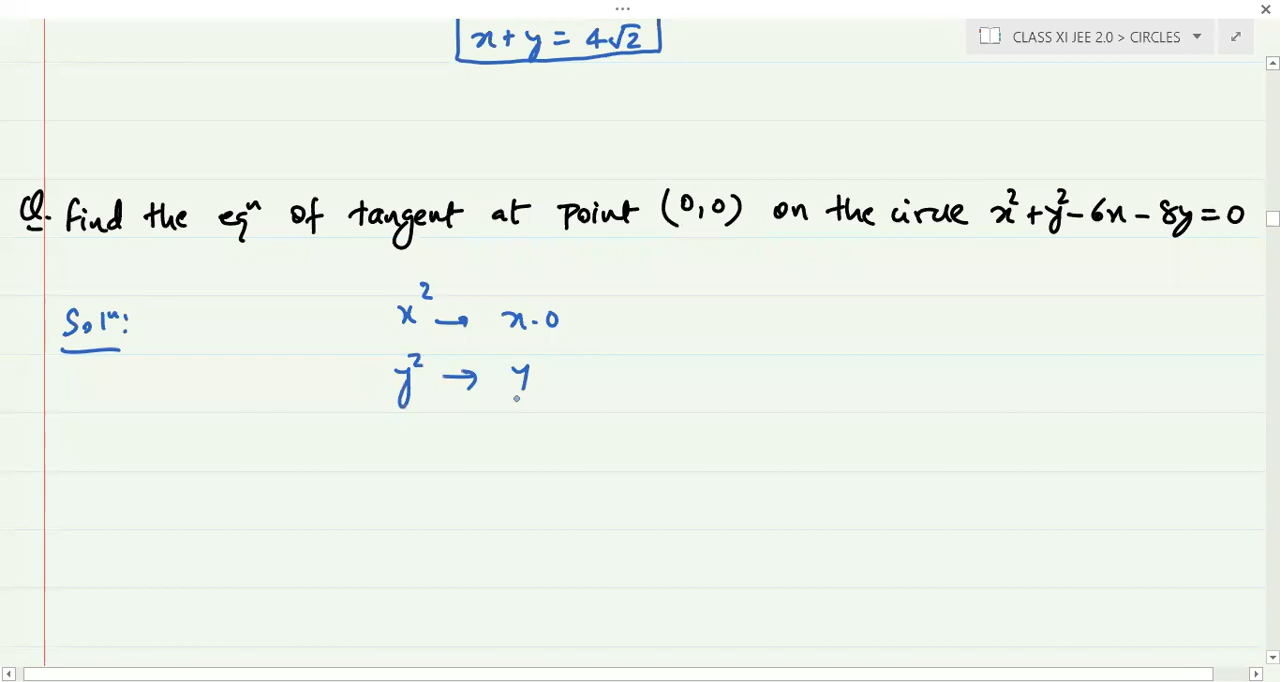 x + y = 4√2
CLASS XI JEE 2.0 > CIRCLES
Q. Find the eqⁿ of tangent at point (0,0) on the circle x²+y²-6x-8y=0
Solⁿ:
x² → x.0
y² → y